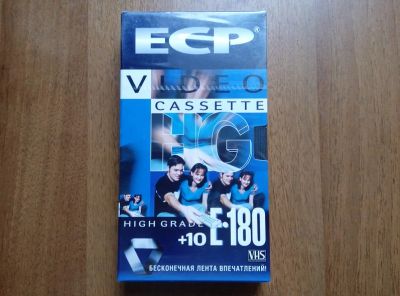 ECP®
VIDEO
CASSETTE
HG
HIGH GRADE
+10 E-180
VHS
БЕСКОНЕЧНАЯ ЛЕНТА ВПЕЧАТЛЕНИЙ!